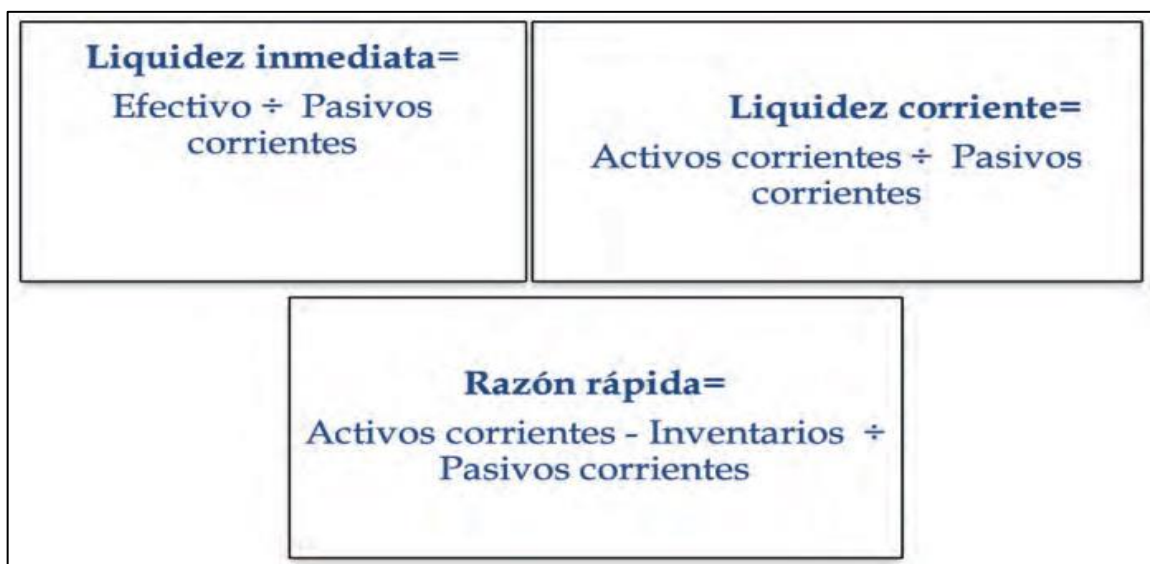 Liquidez inmediata=
Efectivo ÷ Pasivos
corrientes
Liquidez corriente=
Activos corrientes ÷ Pasivos
corrientes
Razón rápida=
Activos corrientes - Inventarios ÷
Pasivos corrientes